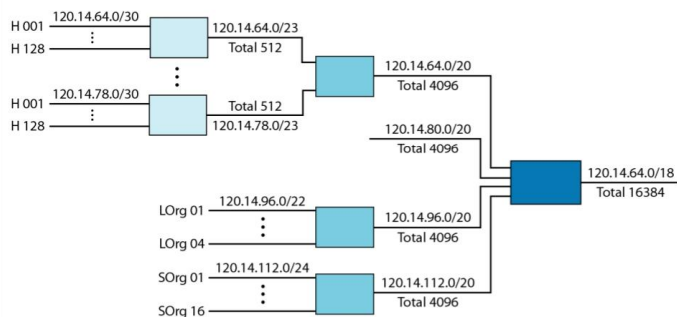 H 001
120.14.64.0/30
H 128
120.14.64.0/23
Total 512
H 001
120.14.78.0/30
H 128
Total 512
120.14.78.0/23
120.14.64.0/20
Total 4096
120.14.80.0/20
Total 4096
LOrg 01
120.14.96.0/22
LOrg 04
120.14.96.0/20
Total 4096
SOrg 01
120.14.112.0/24
SOrg 16
120.14.112.0/20
Total 4096
120.14.64.0/18
Total 16384